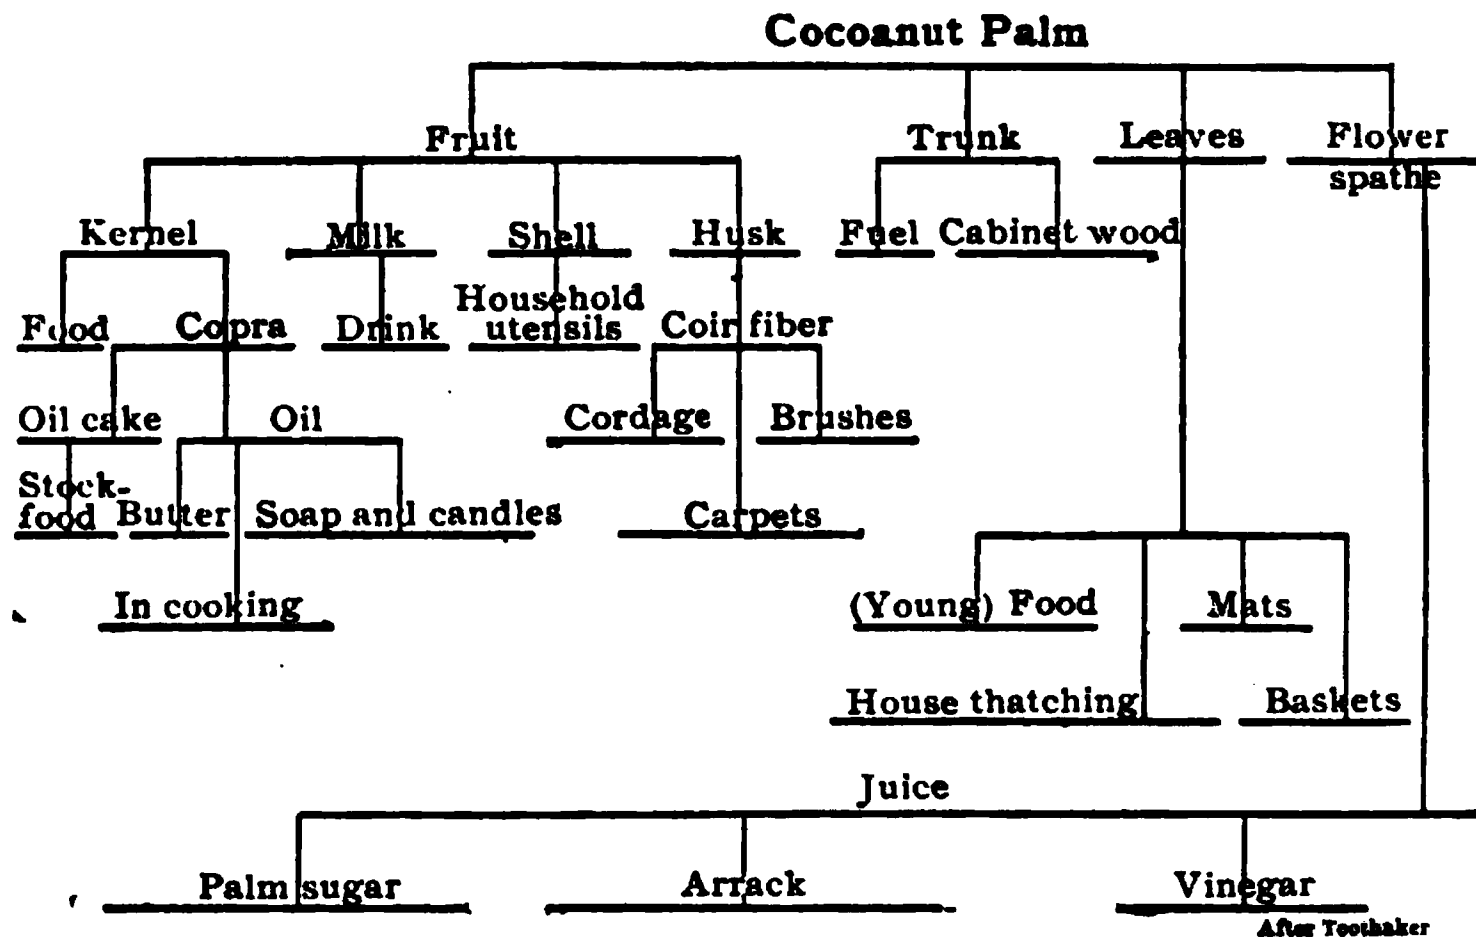 Cocoanut Palm
Fruit
Trunk
Leaves
Flower
spathe
Kernel
Milk
Shell
Husk
Fuel
Cabinet wood
Food
Copra
Drink
Household
utensils
Coir fiber
Oil cake
Oil
Cordage
Brushes
Stock-
food
Butter
Soap and candles
Carpets
In cooking
(Young) Food
Mats
House thatching
Baskets
Juice
Palm sugar
Arrack
Vinegar
After Toothaker